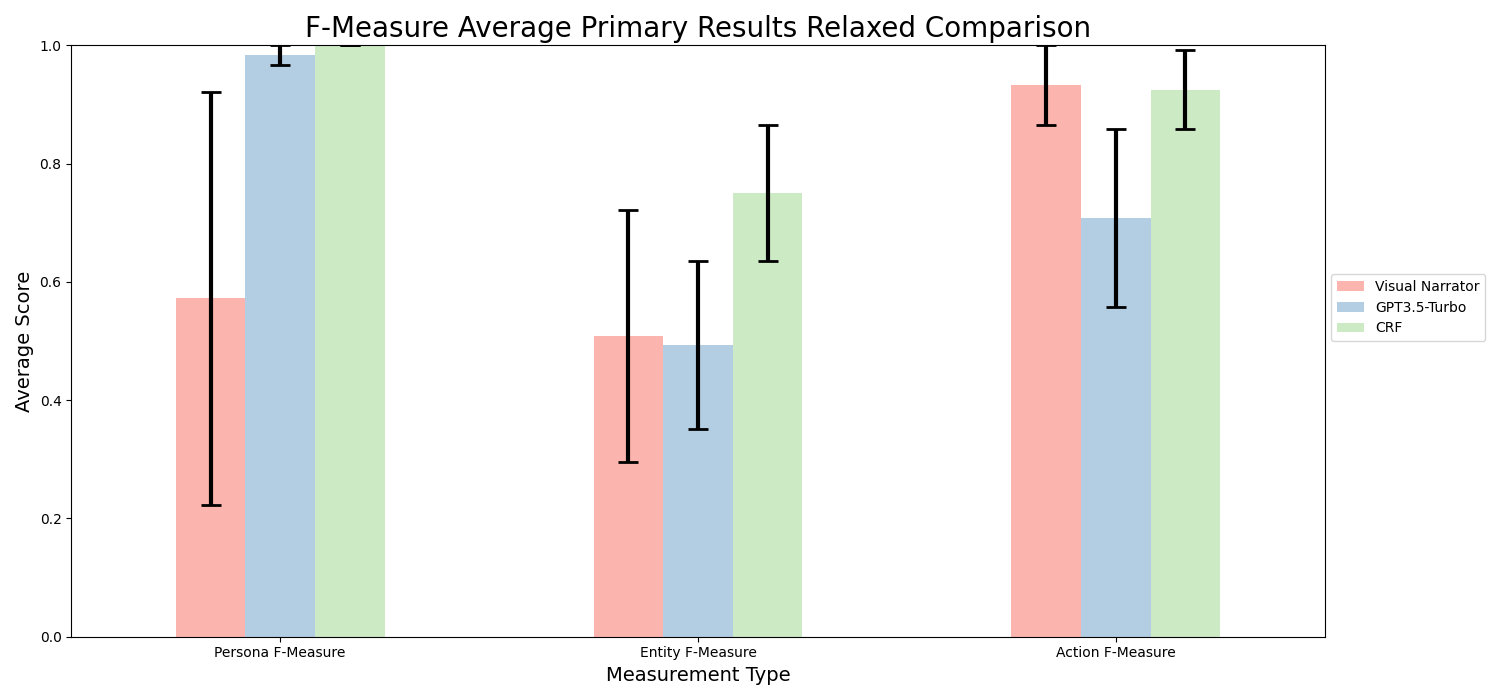 F-Measure Average Primary Results Relaxed Comparison
Average Score
1.0
0.8
0.6
0.4
0.2
0.0
Persona F-Measure
Entity F-Measure
Action F-Measure
Measurement Type
Visual Narrator
GPT3.5-Turbo
CRF